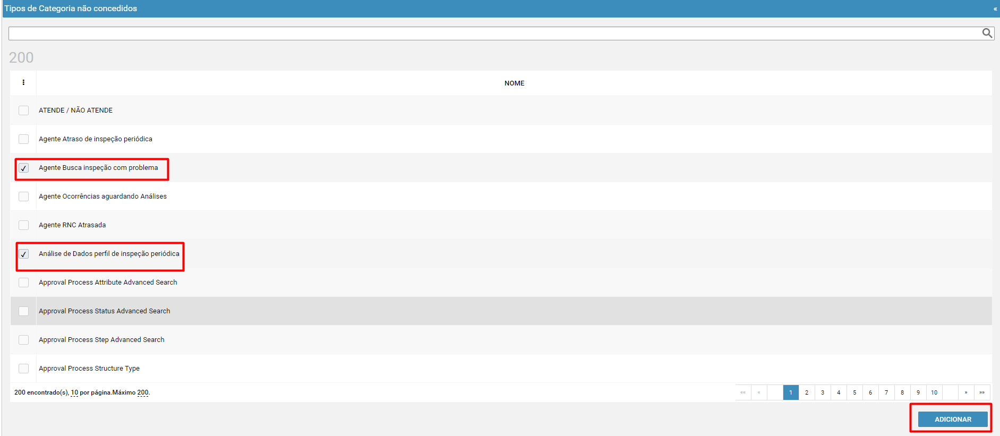 Tipos de Categoria não concedidos «
200
NOME
ATENDE / NÃO ATENDE
Agente Atraso de inspeção periódica
Agente Busca inspeção com problema
Agente Ocorrências aguardando Análises
Agente RNC Atrasada
Análise de Dados perfil de inspeção periódica
Approval Process Attribute Advanced Search
Approval Process Status Advanced Search
Approval Process Step Advanced Search
Approval Process Structure Type
200 encontrado(s), 10 por página.Máximo 200. «« « 1 2 3 4 5 6 7 8 9 10 » »»
ADICIONAR